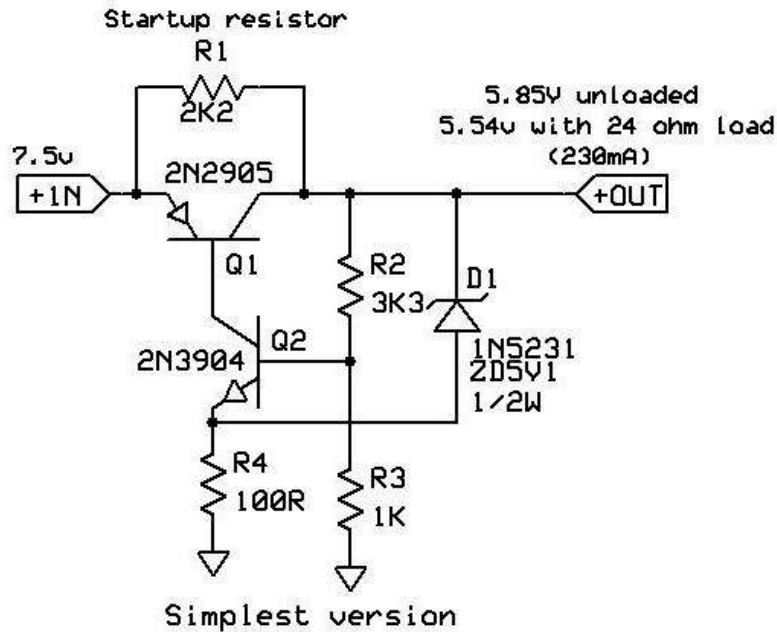 Startup resistor
R1
2K2
5.85V unloaded
5.54v with 24 ohm load
(230mA)
7.5v
+IN
2N2905
+OUT
Q1
R2
3K3
D1
1N5231
ZD5V1
1/2W
Q2
2N3904
R4
100R
R3
1K
Simplest version